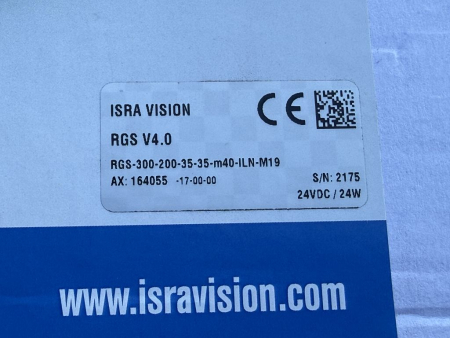 ISRA VISION
CE
RGS V4.0
RGS-300-200-35-35-m40-ILN-M19
AX: 164055 -17-00-00 S/N: 2175
24VDC / 24W
www.isravision.com